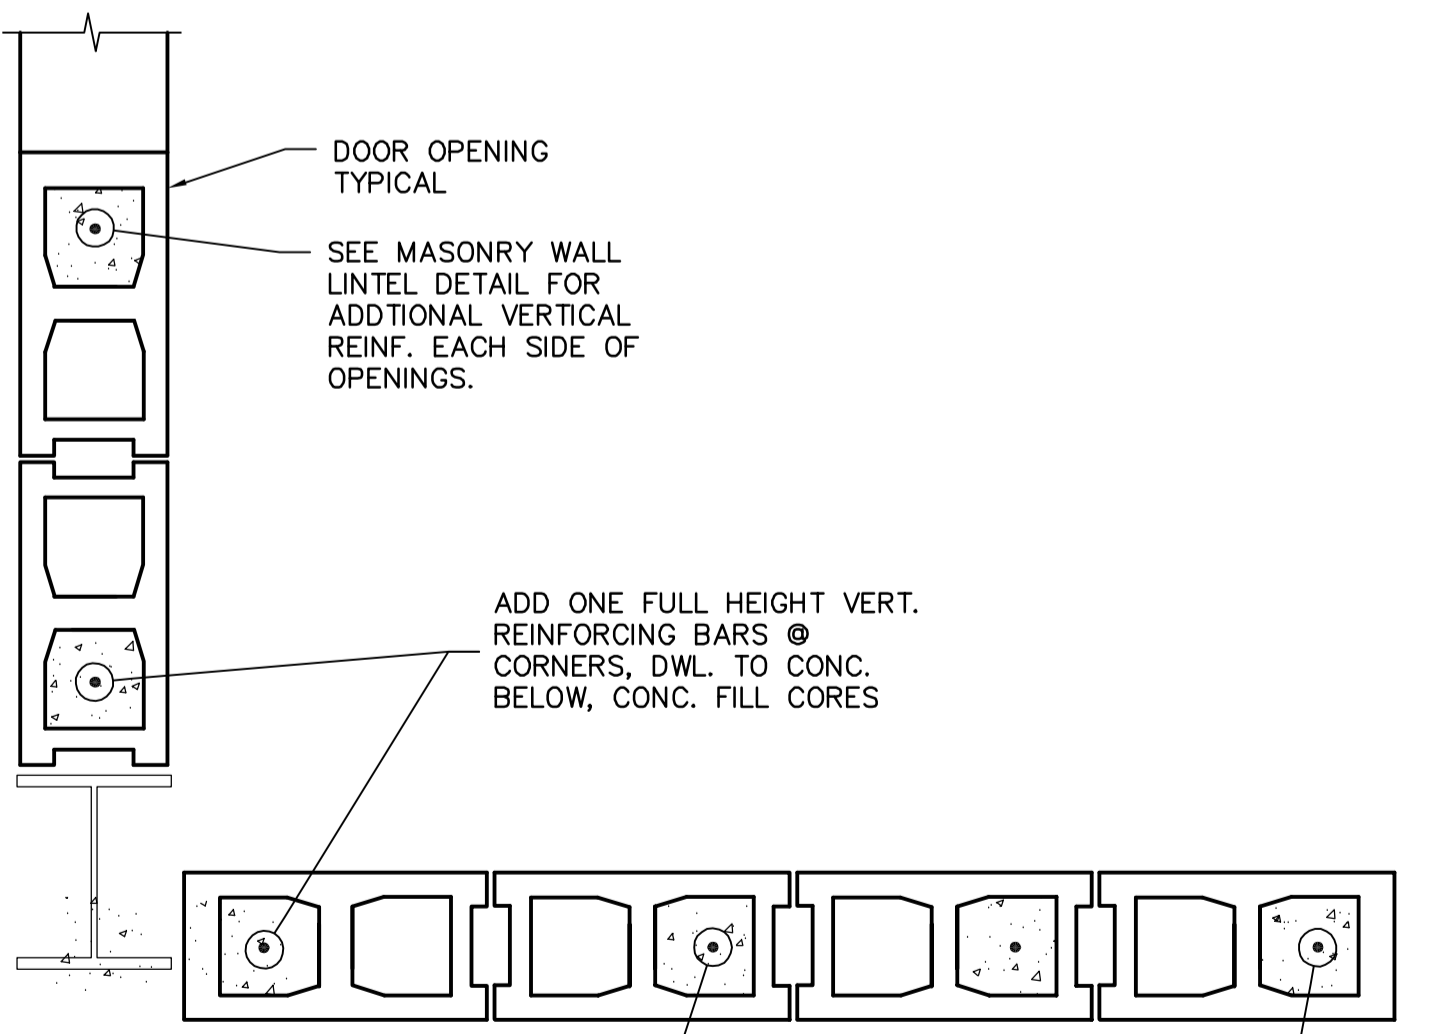 DOOR OPENING
TYPICAL
SEE MASONRY WALL
LINTEL DETAIL FOR
ADDTIONAL VERTICAL
REINF. EACH SIDE OF
OPENINGS.
ADD ONE FULL HEIGHT VERT.
REINFORCING BARS @
CORNERS, DWL. TO CONC.
BELOW, CONC. FILL CORES